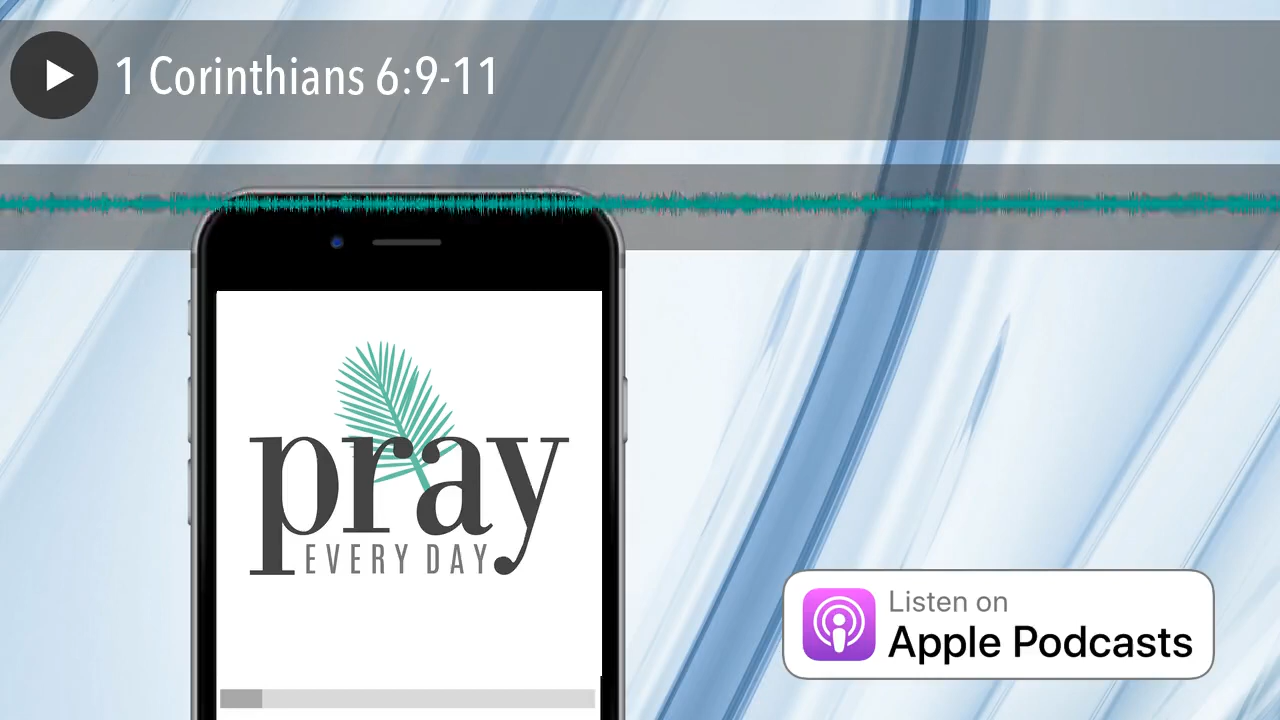 1 Corinthians 6:9-11
pray
EVERY DAY
Listen on
Apple Podcasts